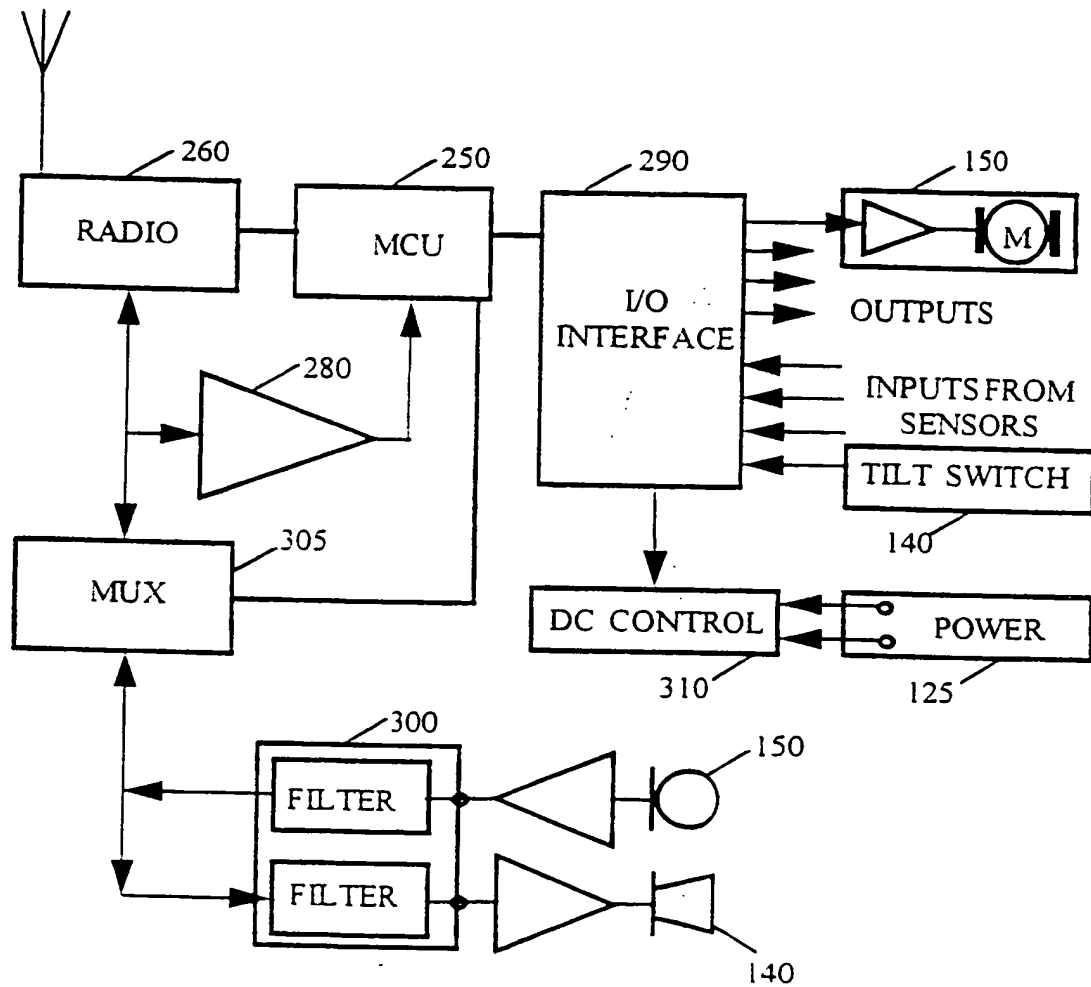 260
250
290
150
RADIO
MCU
M
I/O
INTERFACE
OUTPUTS
280
INPUTS FROM
SENSORS
TILT SWITCH
305
140
MUX
DC CONTROL
POWER
310
125
300
150
FILTER
FILTER
140